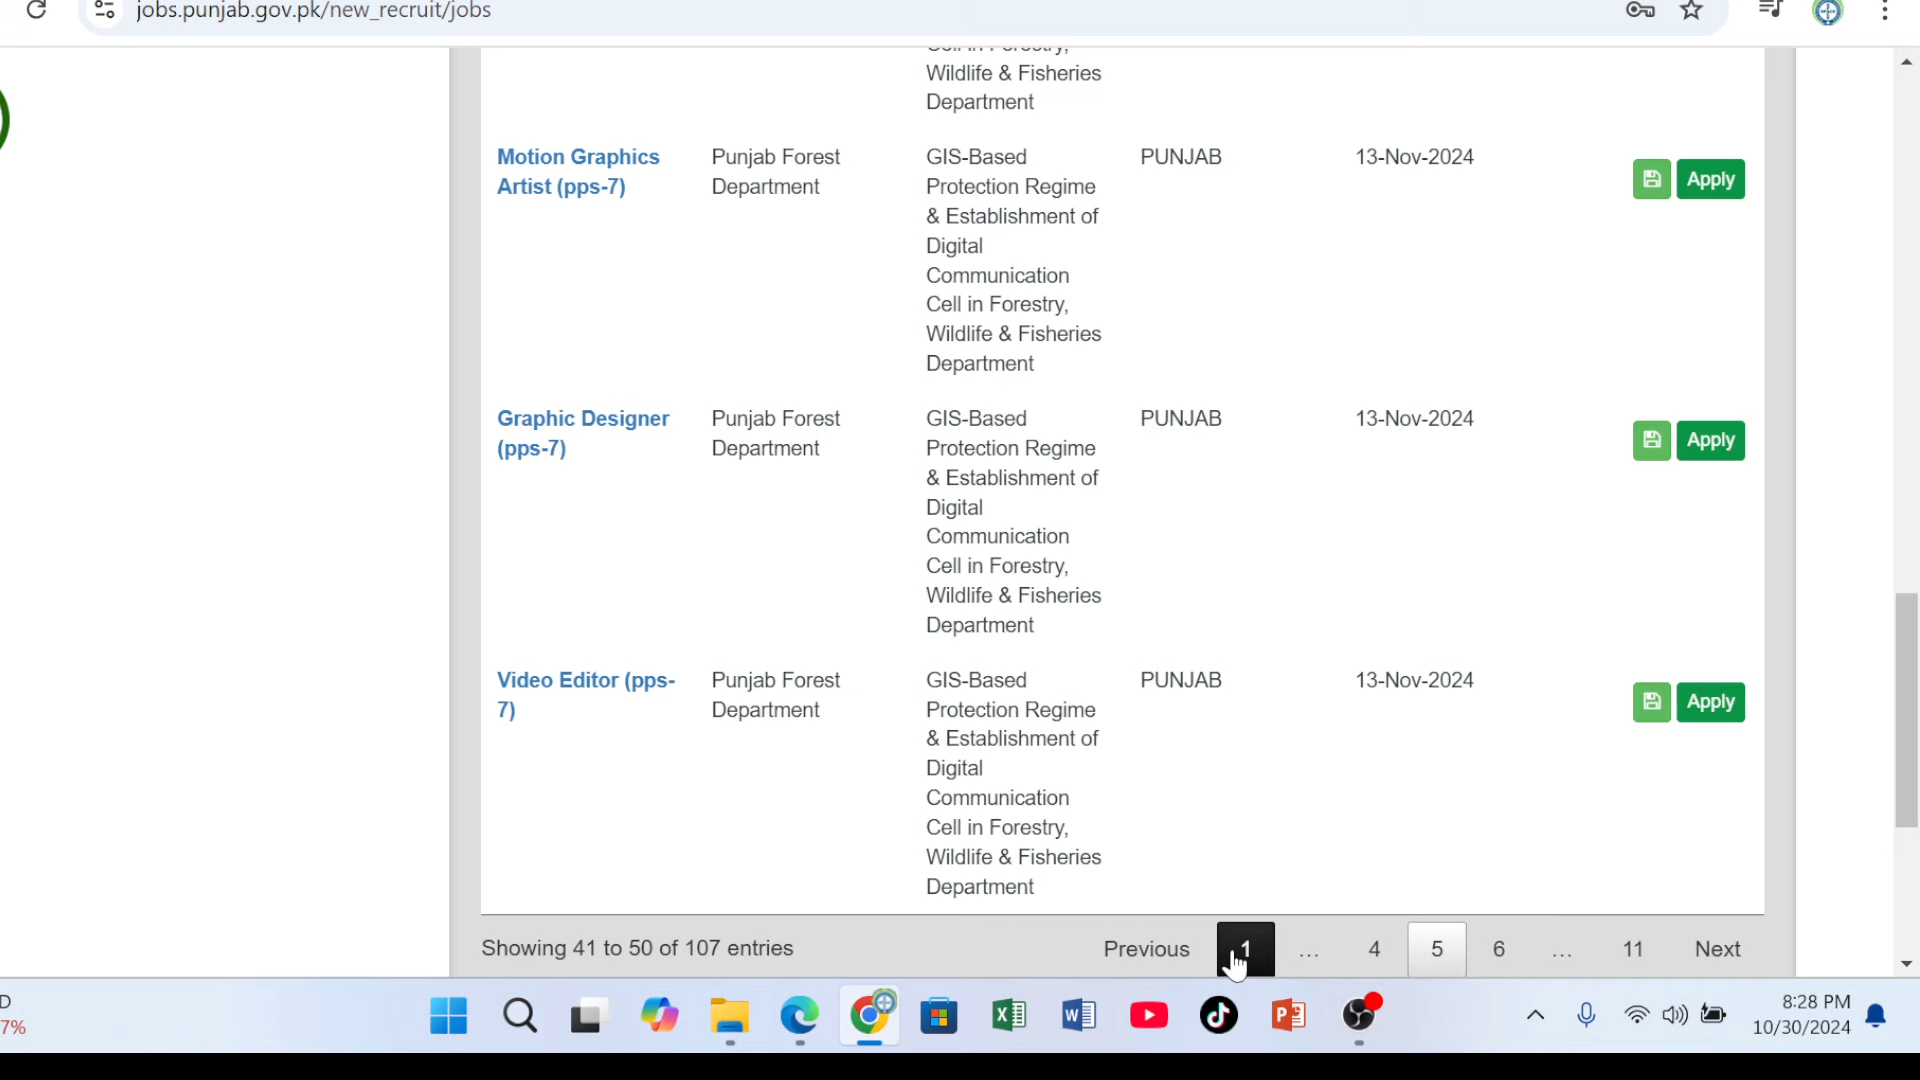 jobs.punjab.gov.pk/new_recruit/jobs
Wildlife & Fisheries
Department
Motion Graphics Artist (pps-7)
Punjab Forest Department
GIS-Based
Protection Regime
& Establishment of
Digital
Communication
Cell in Forestry,
Wildlife & Fisheries
Department
PUNJAB
13-Nov-2024
Apply
Graphic Designer
(pps-7)
Punjab Forest
Department
GIS-Based
Protection Regime
& Establishment of
Digital
Communication
Cell in Forestry,
Wildlife & Fisheries
Department
PUNJAB
13-Nov-2024
Apply
Video Editor (pps-
7)
Punjab Forest
Department
GIS-Based
Protection Regime
& Establishment of
Digital
Communication
Cell in Forestry,
Wildlife & Fisheries
Department
PUNJAB
13-Nov-2024
Apply
Showing 41 to 50 of 107 entries
Previous 1 … 4 5 6 … 11 Next
D
7%
8:28 PM
10/30/2024